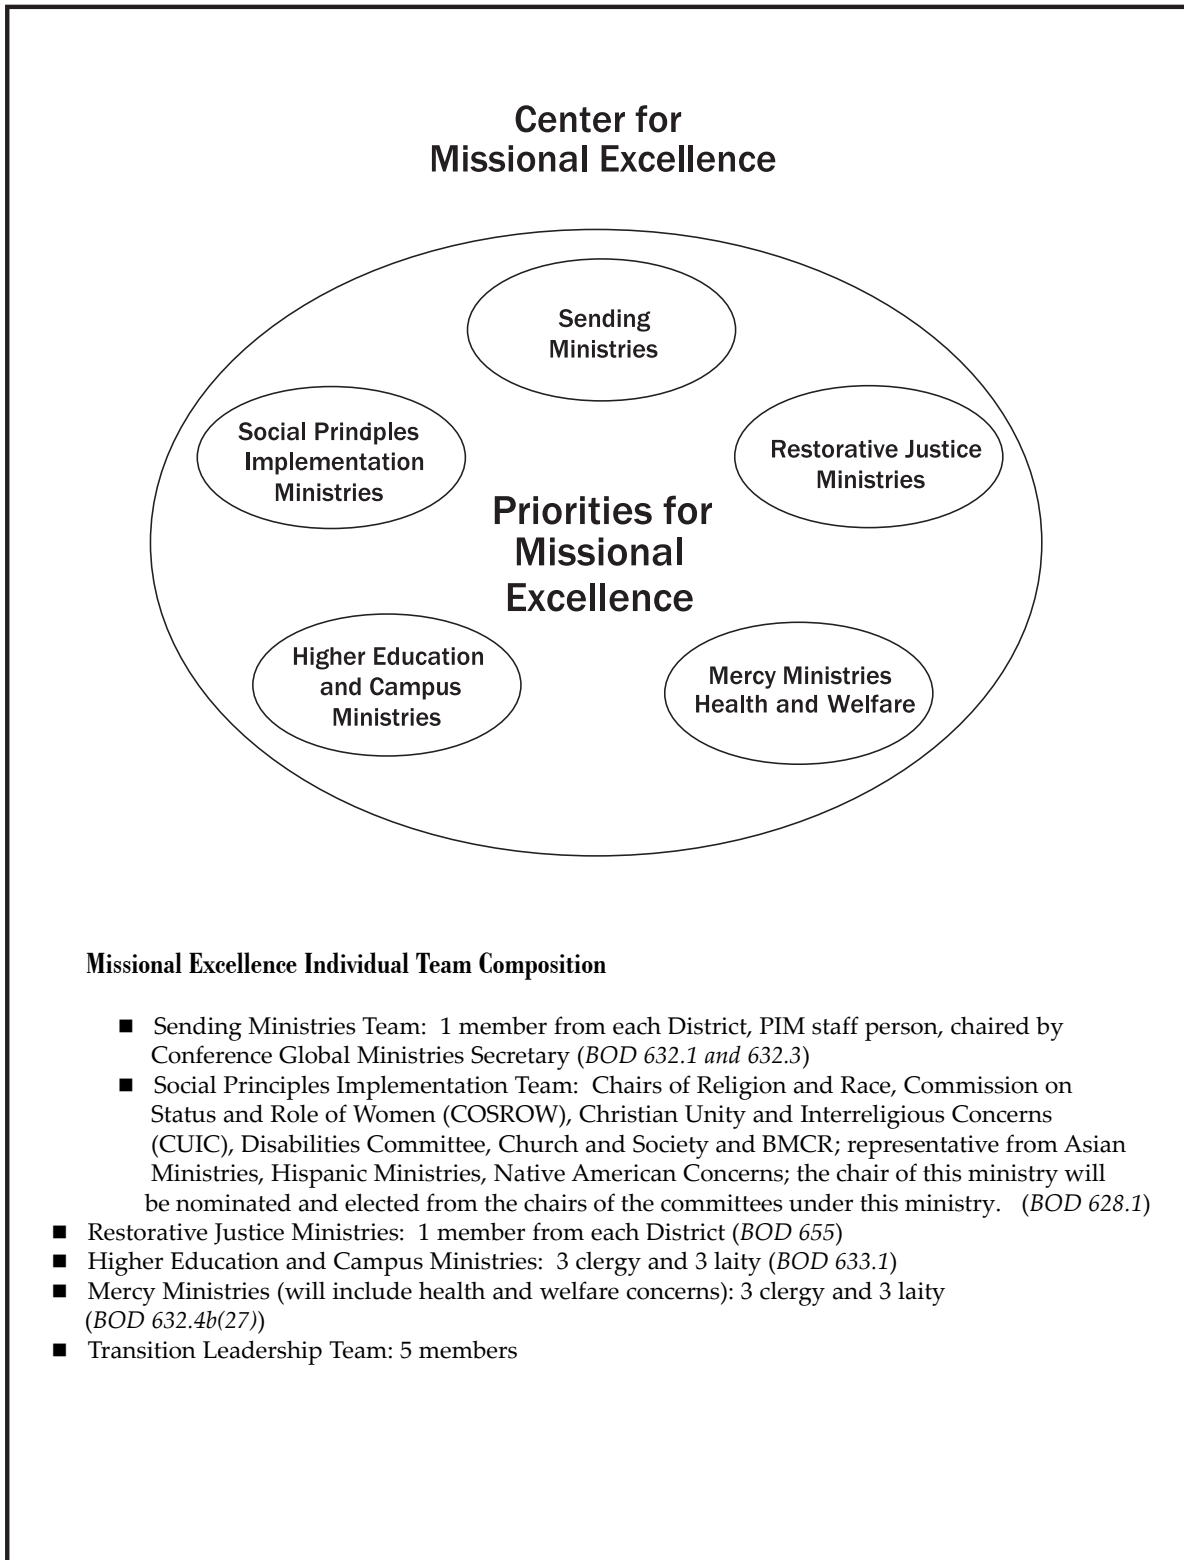 Center for
Missional Excellence
Sending
Ministries
Social Principles
Implementation
Ministries
Restorative Justice
Ministries
Priorities for
Missional
Excellence
Higher Education
and Campus
Ministries
Mercy Ministries
Health and Welfare
Missional Excellence Individual Team Composition
■ Sending Ministries Team: 1 member from each District, PIM staff person, chaired by
Conference Global Ministries Secretary (BOD 632.1 and 632.3)
■ Social Principles Implementation Team: Chairs of Religion and Race, Commission on
Status and Role of Women (COSROW), Christian Unity and Interreligious Concerns
(CUIC), Disabilities Committee, Church and Society and BMCR; representative from Asian
Ministries, Hispanic Ministries, Native American Concerns; the chair of this ministry will
be nominated and elected from the chairs of the committees under this ministry. (BOD 628.1)
■ Restorative Justice Ministries: 1 member from each District (BOD 655)
■ Higher Education and Campus Ministries: 3 clergy and 3 laity (BOD 633.1)
■ Mercy Ministries (will include health and welfare concerns): 3 clergy and 3 laity
(BOD 632.4b(27))
■ Transition Leadership Team: 5 members